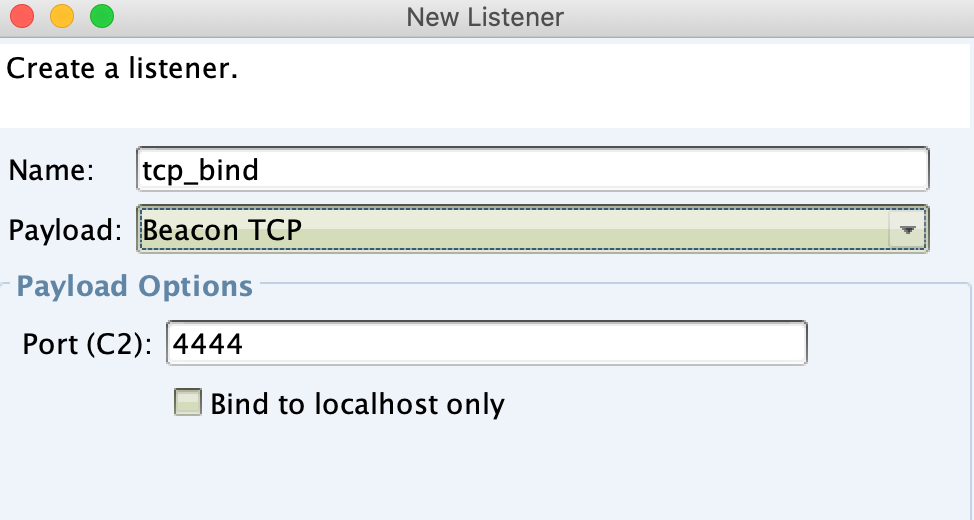 New Listener
Create a listener.
Name: tcp_bind
Payload: Beacon TCP
Payload Options
Port (C2): 4444
Bind to localhost only